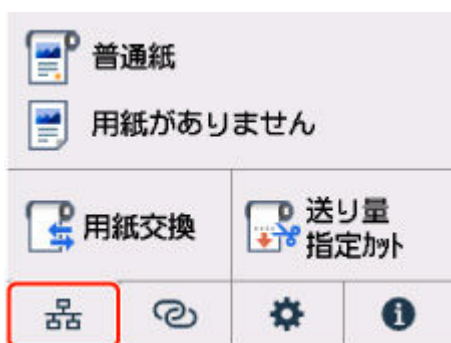 普通紙
用紙がありません
用紙交換
送り量
指定ｶｯﾄ